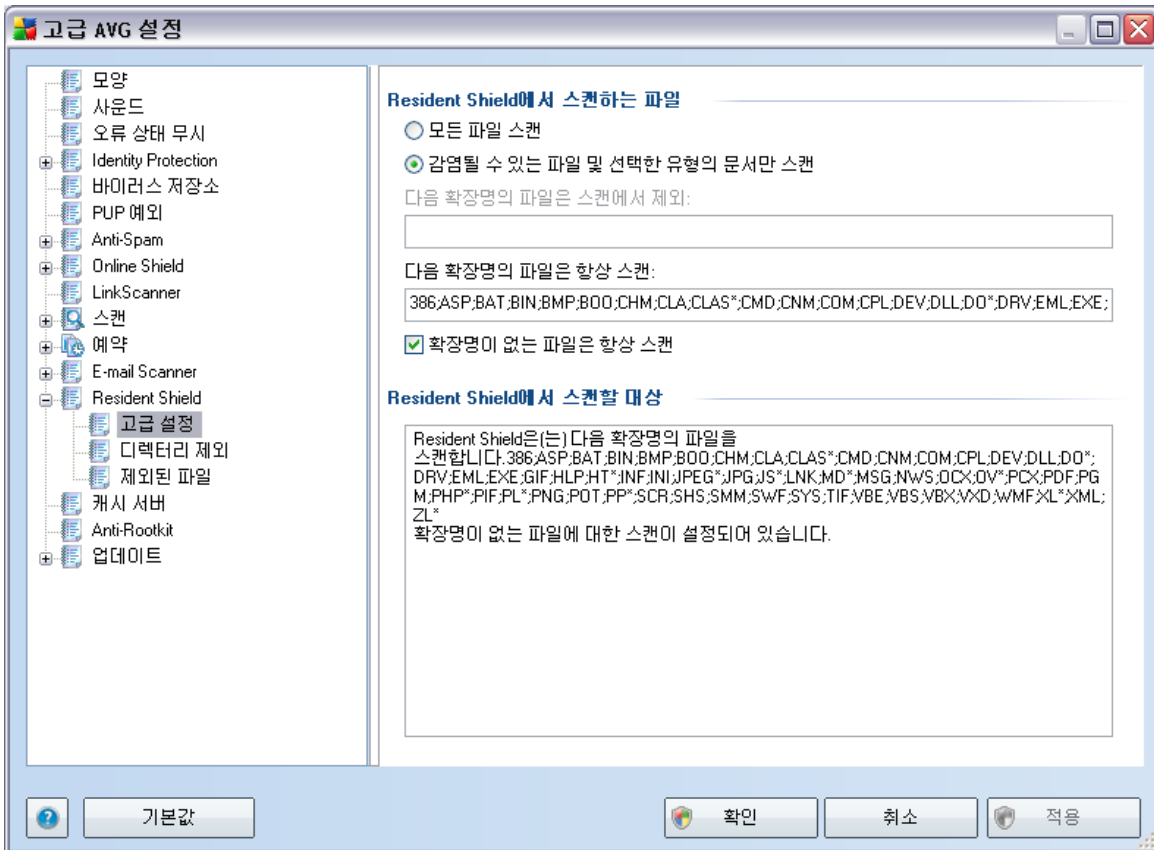 고급 AVG 설정
모양
사운드
오류 상태 무시
Identity Protection
바이러스 저장소
PUP 예외
Anti-Spam
Online Shield
LinkScanner
스캔
예약
E-mail Scanner
Resident Shield
고급 설정
디렉터리 제외
제외된 파일
캐시 서버
Anti-Rootkit
업데이트
Resident Shield에서 스캔하는 파일
모든 파일 스캔
감염될 수 있는 파일 및 선택한 유형의 문서만 스캔
다음 확장명의 파일은 스캔에서 제외:
다음 확장명의 파일은 항상 스캔:
386;ASP;BAT;BIN;BMP;BOO;CHM;CLA;CLAS*;CMD;CNM;COM;CPL;DEV;DLL;DO*;DRV;EML;EXE;
확장명이 없는 파일은 항상 스캔
Resident Shield에서 스캔할 대상
Resident Shield은(는) 다음 확장명의 파일을
스캔합니다.386;ASP;BAT;BIN;BMP;BOO;CHM;CLA;CLAS*;CMD;CNM;COM;CPL;DEV;DLL;DO*;
DRV;EML;EXE;GIF;HLP;HT*;INF;INI;JPEG*;JPG;JS*;LNK;MD*;MSG;NWS;OCX;OV*;PCX;PDF;PG
M;PHP*;PIF;PL*;PNG;POT;PP*;SCR;SHS;SMM;SWF;SYS;TIF;VBE;VBS;VBX;VXD;WMF;XL*;XML;
ZL*
확장명이 없는 파일에 대한 스캔이 설정되어 있습니다.
기본값
확인
취소
적용